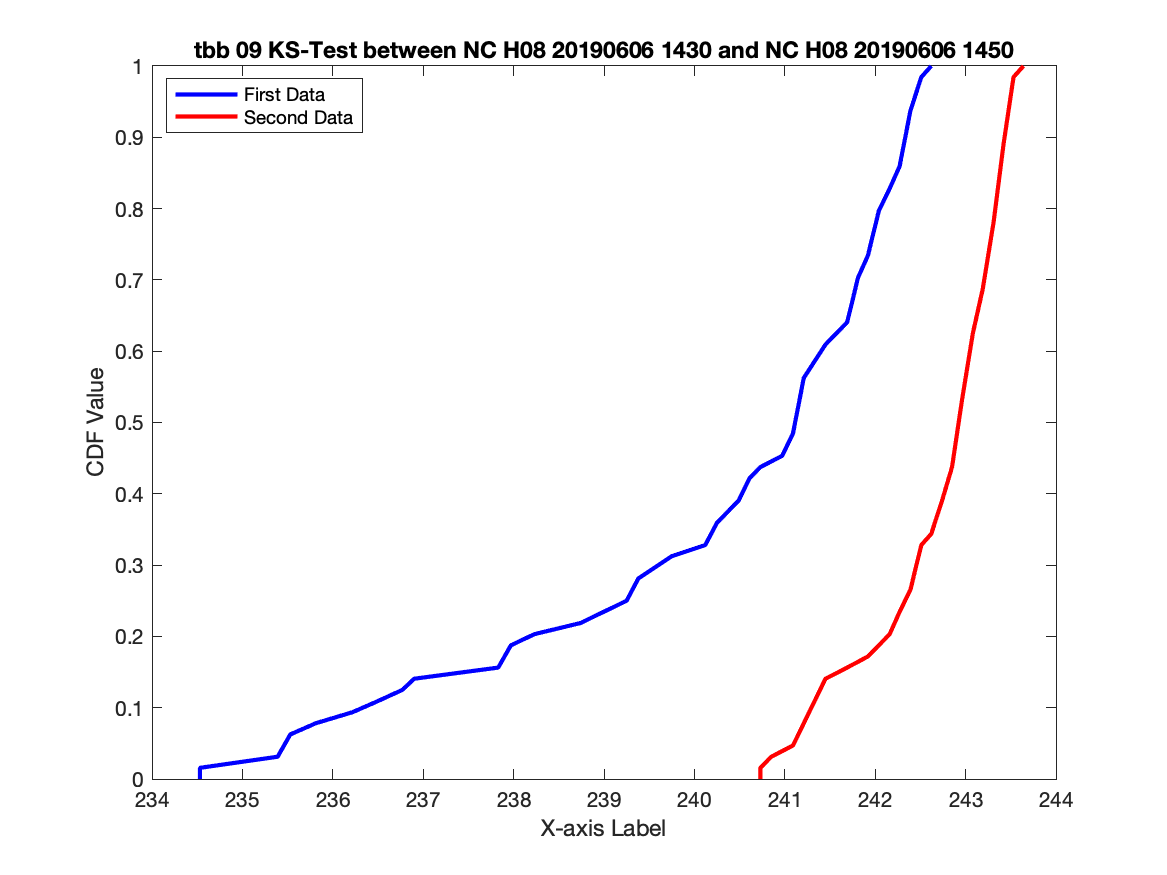 tbb 09 KS-Test between NC H08 20190606 1430 and NC H08 20190606 1450
First Data
Second Data
1
0.9
0.8
0.7
0.6
0.5
0.4
0.3
0.2
0.1
0
CDF Value
234 235 236 237 238 239 240 241 242 243 244
X-axis Label